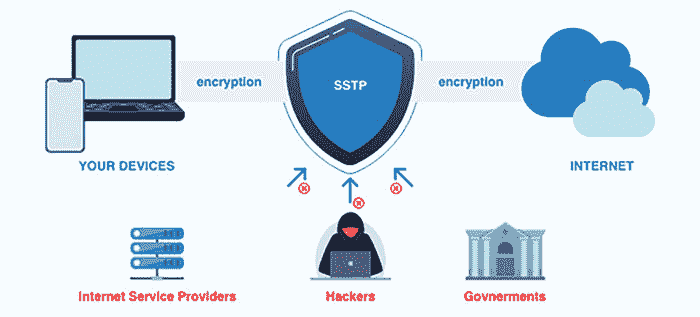 encryption
SSTP
encryption
YOUR DEVICES
INTERNET
Internet Service Providers
Hackers
Govnerments